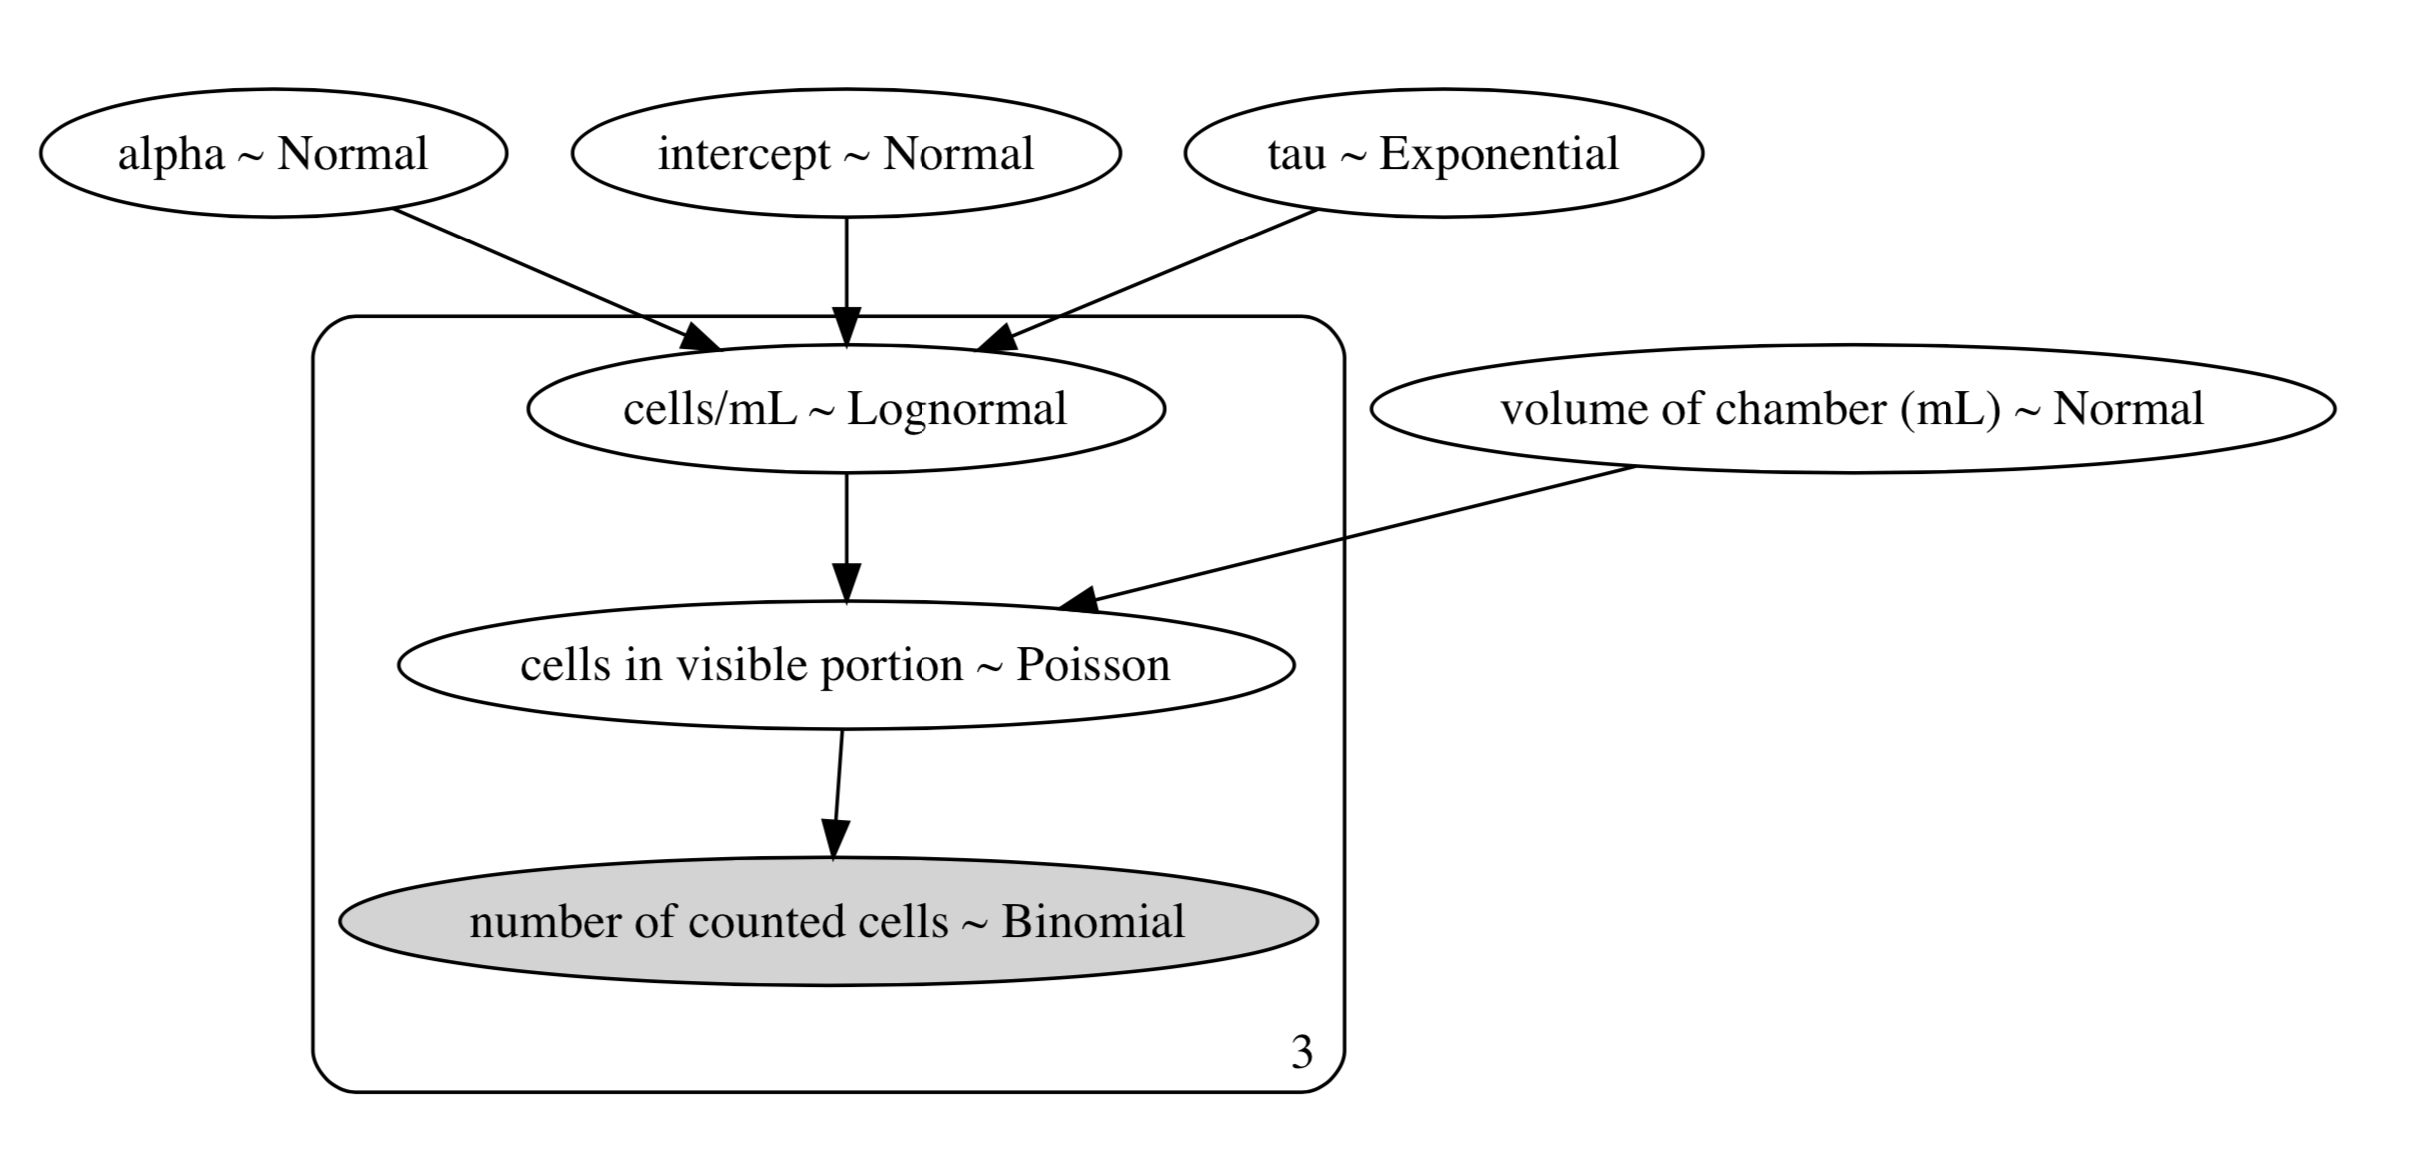 alpha ~ Normal
intercept ~ Normal
tau ~ Exponential
cells/mL ~ Lognormal
volume of chamber (mL) ~ Normal
cells in visible portion ~ Poisson
number of counted cells ~ Binomial
3